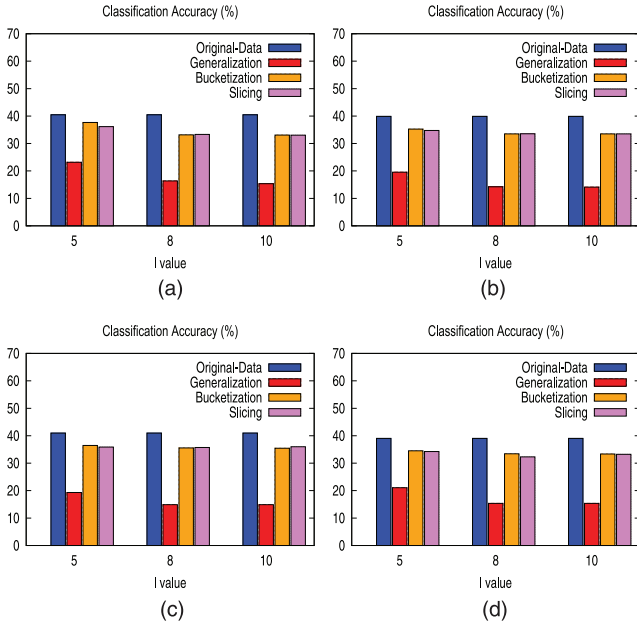 Classification Accuracy (%)
70
60
50
40
30
20
10
0
Original-Data
Generalization
Bucketization
Slicing
5 8 10
l value
(a)
Classification Accuracy (%)
70
60
50
40
30
20
10
0
Original-Data
Generalization
Bucketization
Slicing
5 8 10
l value
(b)
Classification Accuracy (%)
70
60
50
40
30
20
10
0
Original-Data
Generalization
Bucketization
Slicing
5 8 10
l value
(c)
Classification Accuracy (%)
70
60
50
40
30
20
10
0
Original-Data
Generalization
Bucketization
Slicing
5 8 10
l value
(d)